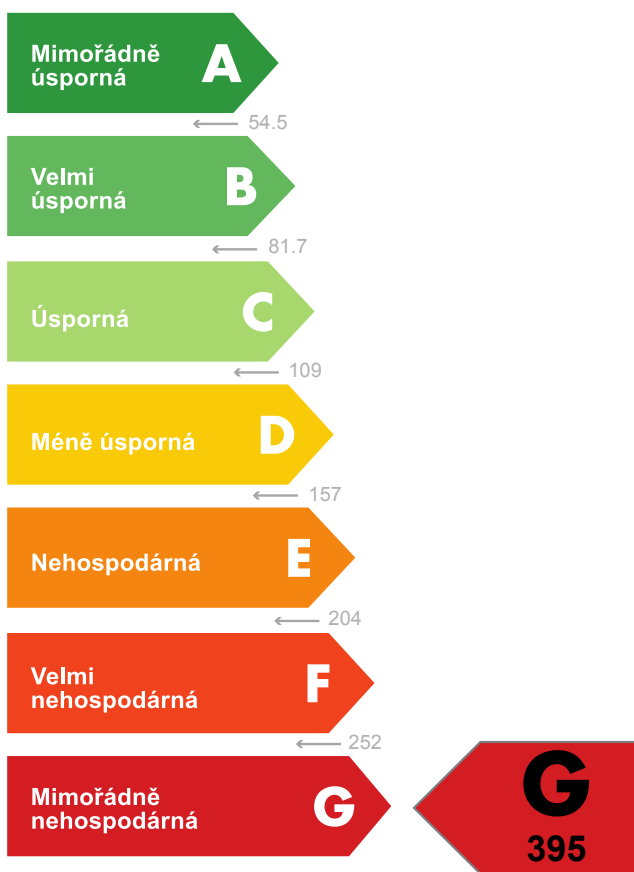 Mimořádně
úsporná
A
54.5
Velmi
úsporná
B
81.7
Úsporná
C
109
Méně úsporná
D
157
Nehospodárná
E
204
Velmi
nehospodárná
F
252
Mimořádně
nehospodárná
G
G
395